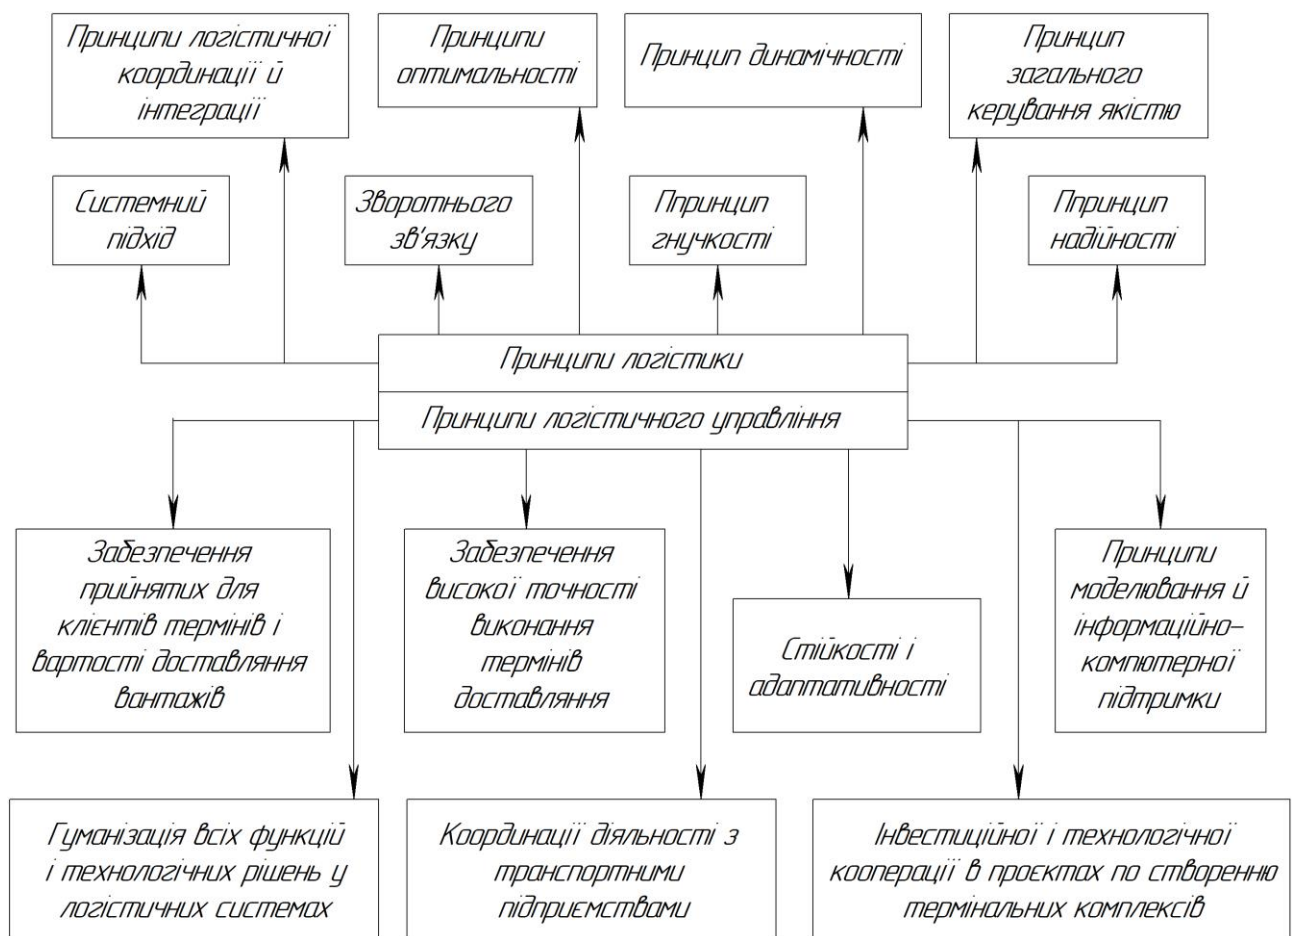 Принципи логістичної
координації й
інтеграції
Принципи
оптимальності
Принцип динамічності
Принцип
загального
керування якістю
Системний
підхід
Зворотнього
зв'язку
Ппринцип
гнучкості
Ппринцип
надійності
Принципи логістики
Принципи логістичного управління
Забезпечення
прийнятих для
клієнтів термінів і
вартості доставляння
вантажів
Забезпечення
високої точності
виконання
термінів
доставляння
Стійкості і
адаптативності
Принципи
моделювання й
інформаційно-
компютерної
підтримки
Гуманізація всіх функцій
і технологічних рішень у
логістичних системах
Координації діяльності з
транспортними
підприємствами
Інвестиційної і технологічної
кооперації в проєктах по створенню
термінальних комплексів